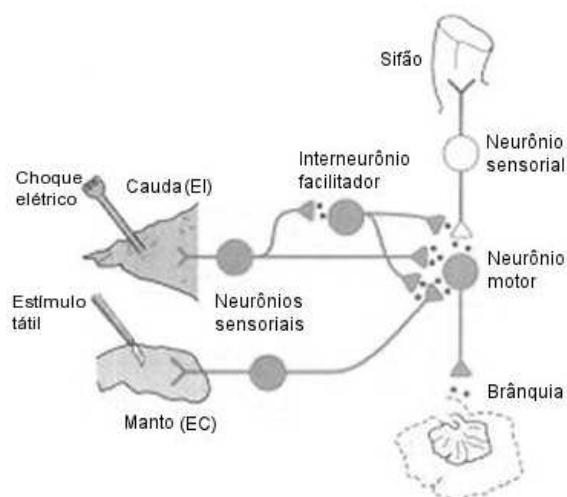 Sifão
Neurônio
sensorial
Interneurônio
facilitador
Choque
elétrico
Cauda (EI)
Neurônio
motor
Estímulo
tátil
Neurônios
sensoriais
Manto (EC)
Brânquia